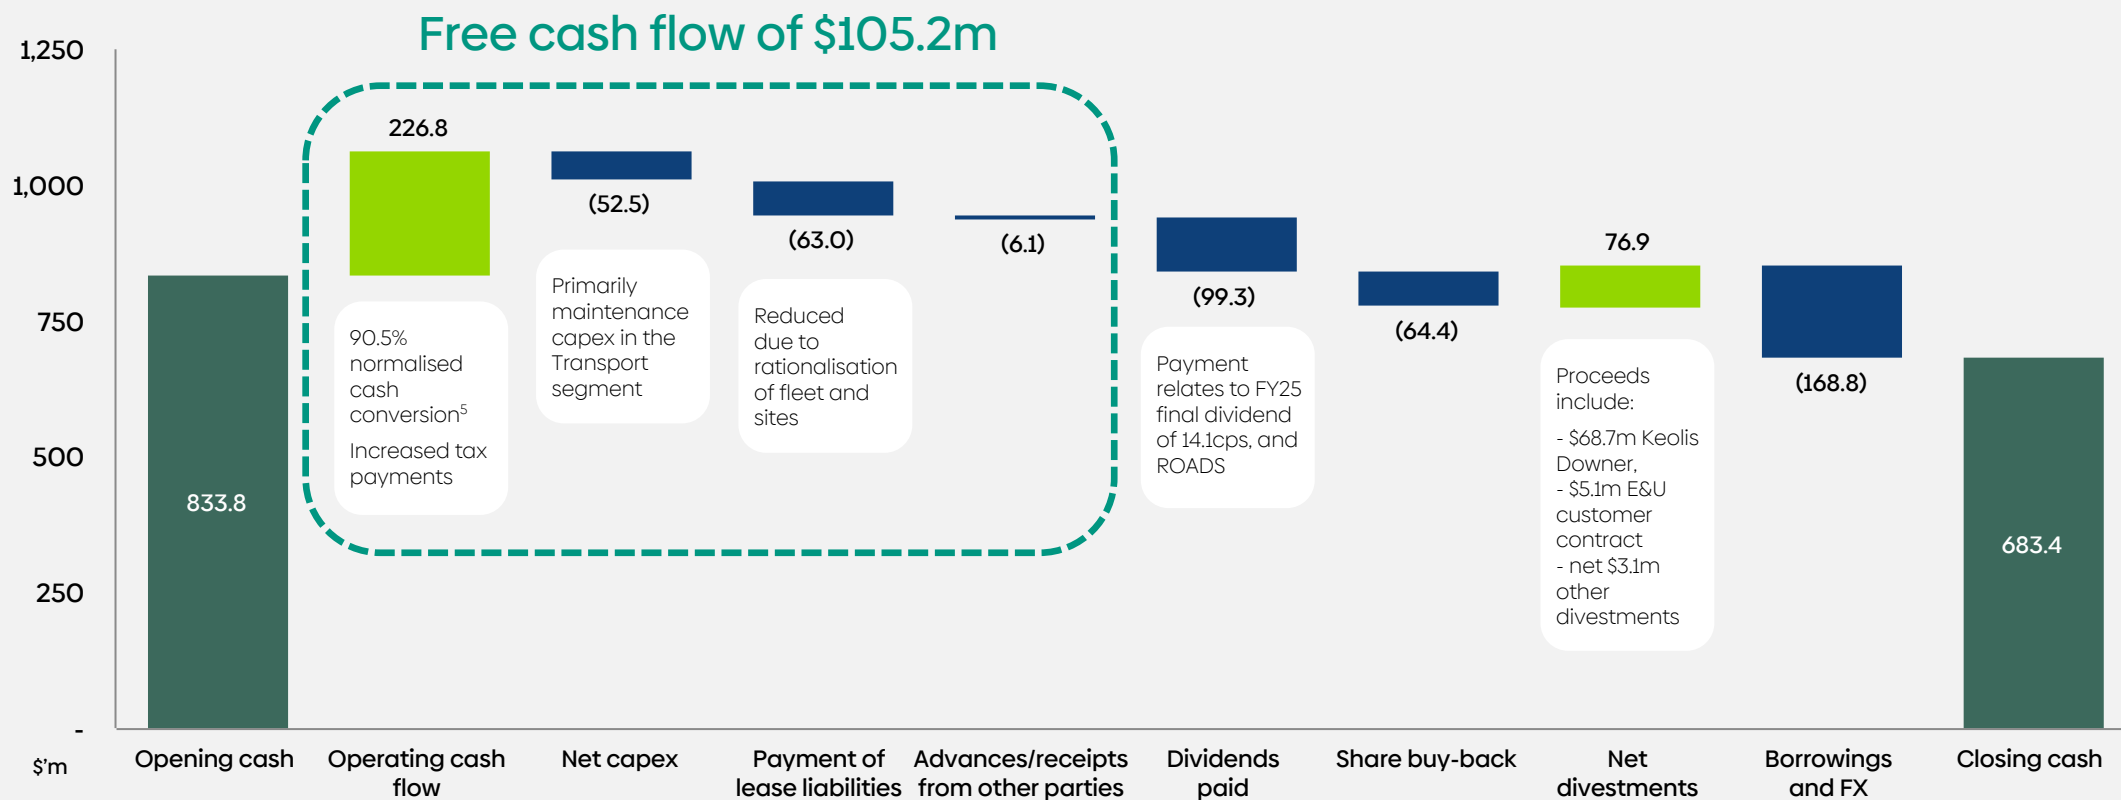 Free cash flow of $105.2m
1,250
1,000
750
500
250
-
$'m
833.8
226.8
90.5%
normalised
cash
conversion5
Increased tax
payments
(52.5)
Primarily
maintenance
capex in the
Transport
segment
(63.0)
Reduced
due to
rationalisation
of fleet and
sites
(6.1)
(99.3)
Payment
relates to FY25
final dividend
of 14.1cps, and
ROADS
(64.4)
76.9
Proceeds
include:
- $68.7m Keolis
Downer,
- $5.1m E&U
customer
contract
- net $3.1m
other
divestments
(168.8)
683.4
Opening cash
Operating cash
flow
Net capex
Payment of
lease liabilities
Advances/receipts
from other parties
Dividends
paid
Share buy-back
Net
divestments
Borrowings
and FX
Closing cash